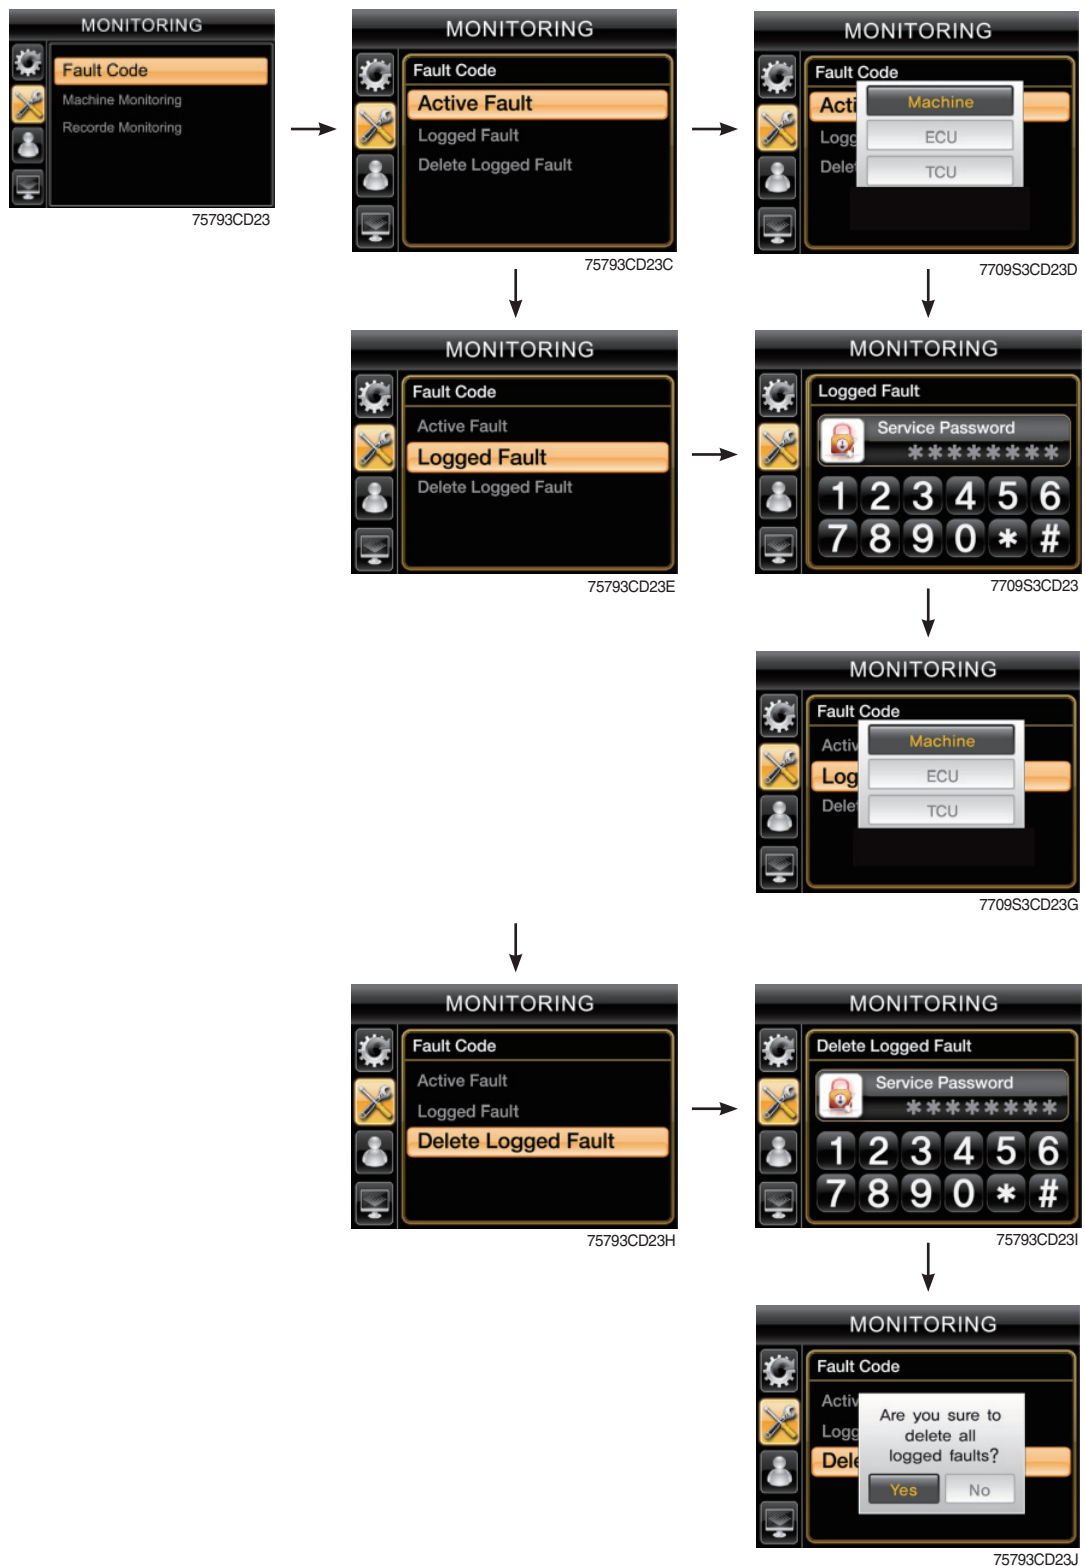 MONITORING
Fault Code
Machine Monitoring
Recorde Monitoring
75793CD23
MONITORING
Fault Code
Active Fault
Logged Fault
Delete Logged Fault
75793CD23C
MONITORING
Fault Code
Acti
Machine
Logg
ECU
Delet
TCU
7709S3CD23D
MONITORING
Fault Code
Active Fault
Logged Fault
Delete Logged Fault
75793CD23E
MONITORING
Logged Fault
Service Password
********
1 2 3 4 5 6
7 8 9 0 * #
7709S3CD23
MONITORING
Fault Code
Activ
Machine
Log
ECU
Dele
TCU
7709S3CD23G
MONITORING
Fault Code
Active Fault
Logged Fault
Delete Logged Fault
75793CD23H
MONITORING
Delete Logged Fault
Service Password
********
1 2 3 4 5 6
7 8 9 0 * #
75793CD23I
MONITORING
Fault Code
Activ
Are you sure to
Logg
delete all
Dele
logged faults?
Yes No
75793CD23J